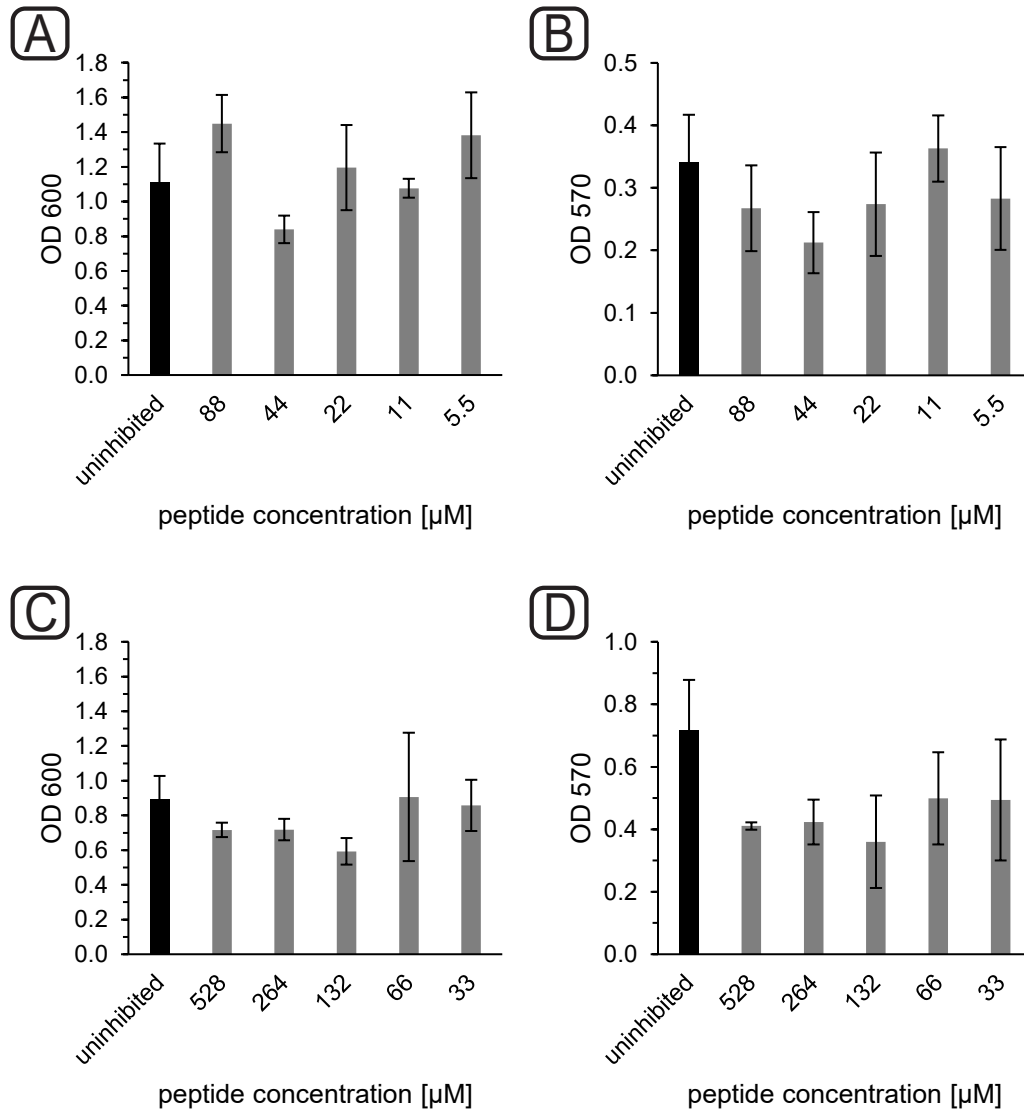 A
OD 600
1.8
1.6
1.4
1.2
1.0
0.8
0.6
0.4
0.2
0.0
uninhibited 88 44 22 11 5.5
peptide concentration [µM]
B
OD 570
0.5
0.4
0.3
0.2
0.1
0.0
uninhibited 88 44 22 11 5.5
peptide concentration [µM]
C
OD 600
1.8
1.6
1.4
1.2
1.0
0.8
0.6
0.4
0.2
0.0
uninhibited 528 264 132 66 33
peptide concentration [µM]
D
OD 570
1.0
0.8
0.6
0.4
0.2
0.0
uninhibited 528 264 132 66 33
peptide concentration [µM]